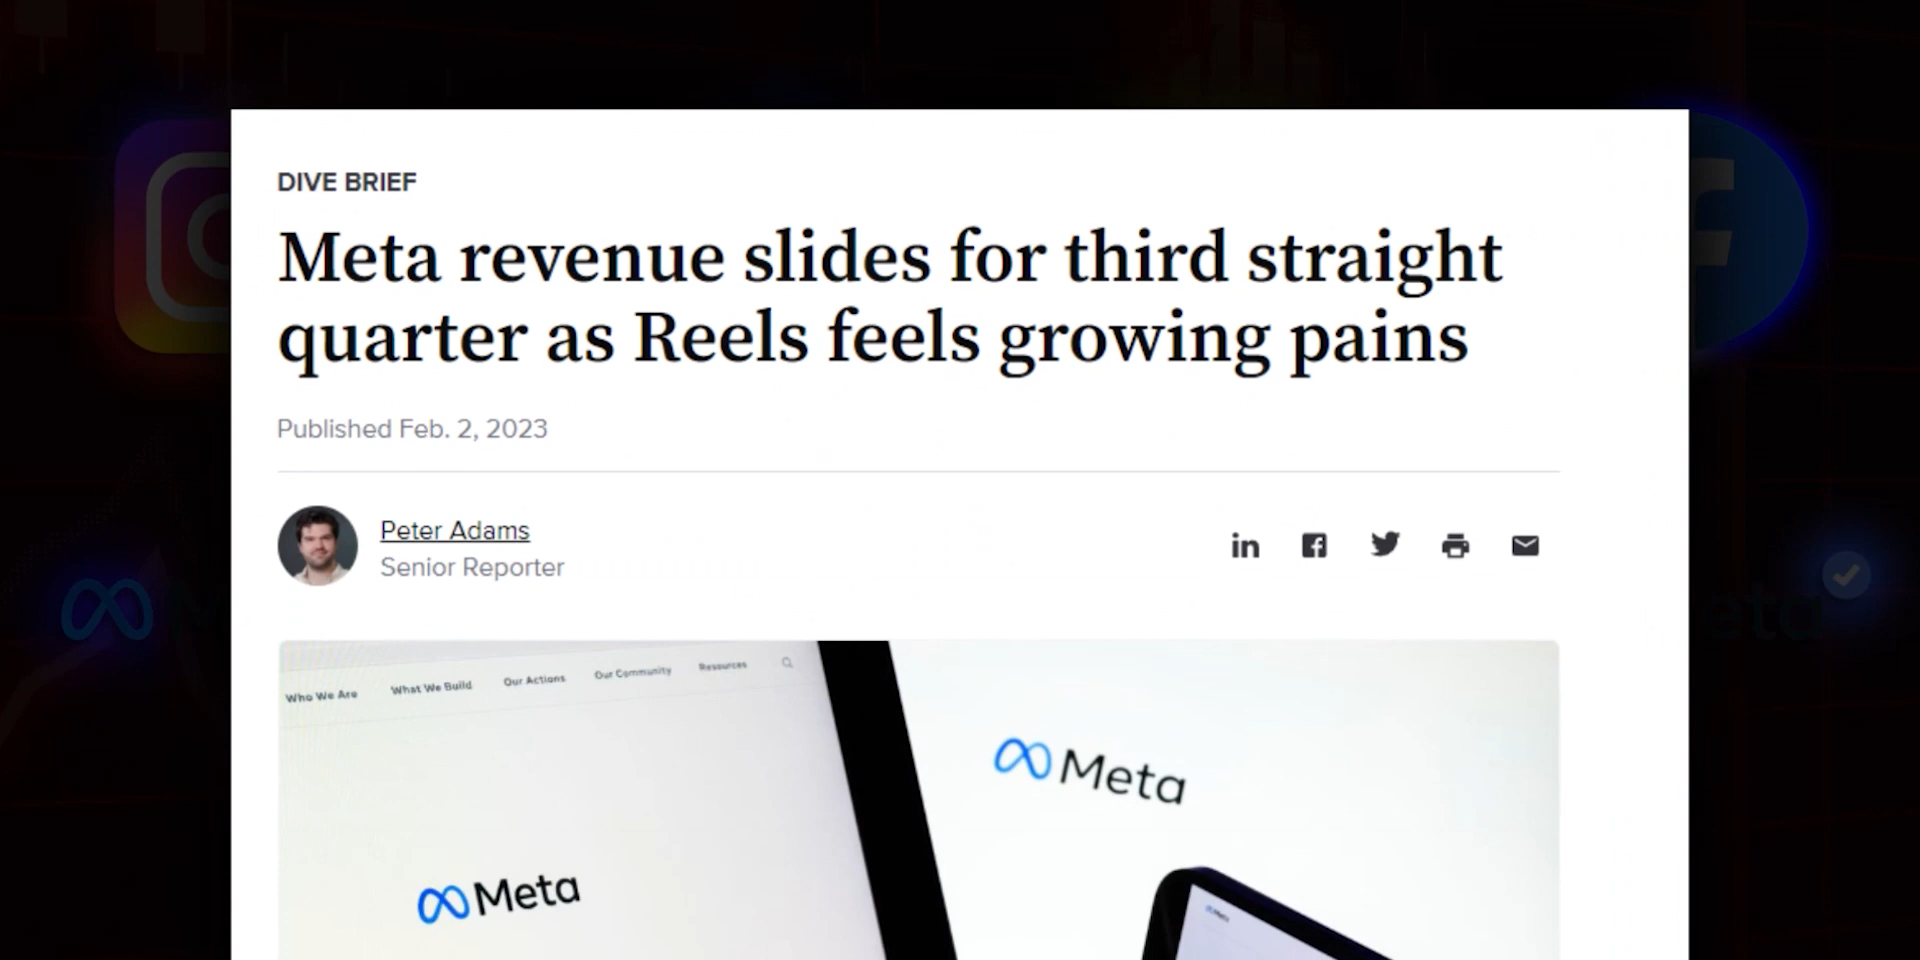 DIVE BRIEF
Meta revenue slides for third straight
quarter as Reels feels growing pains
Published Feb. 2, 2023
Peter Adams
Senior Reporter
Who We Are What We Build Our Actions Our Community Resources
Meta
Meta